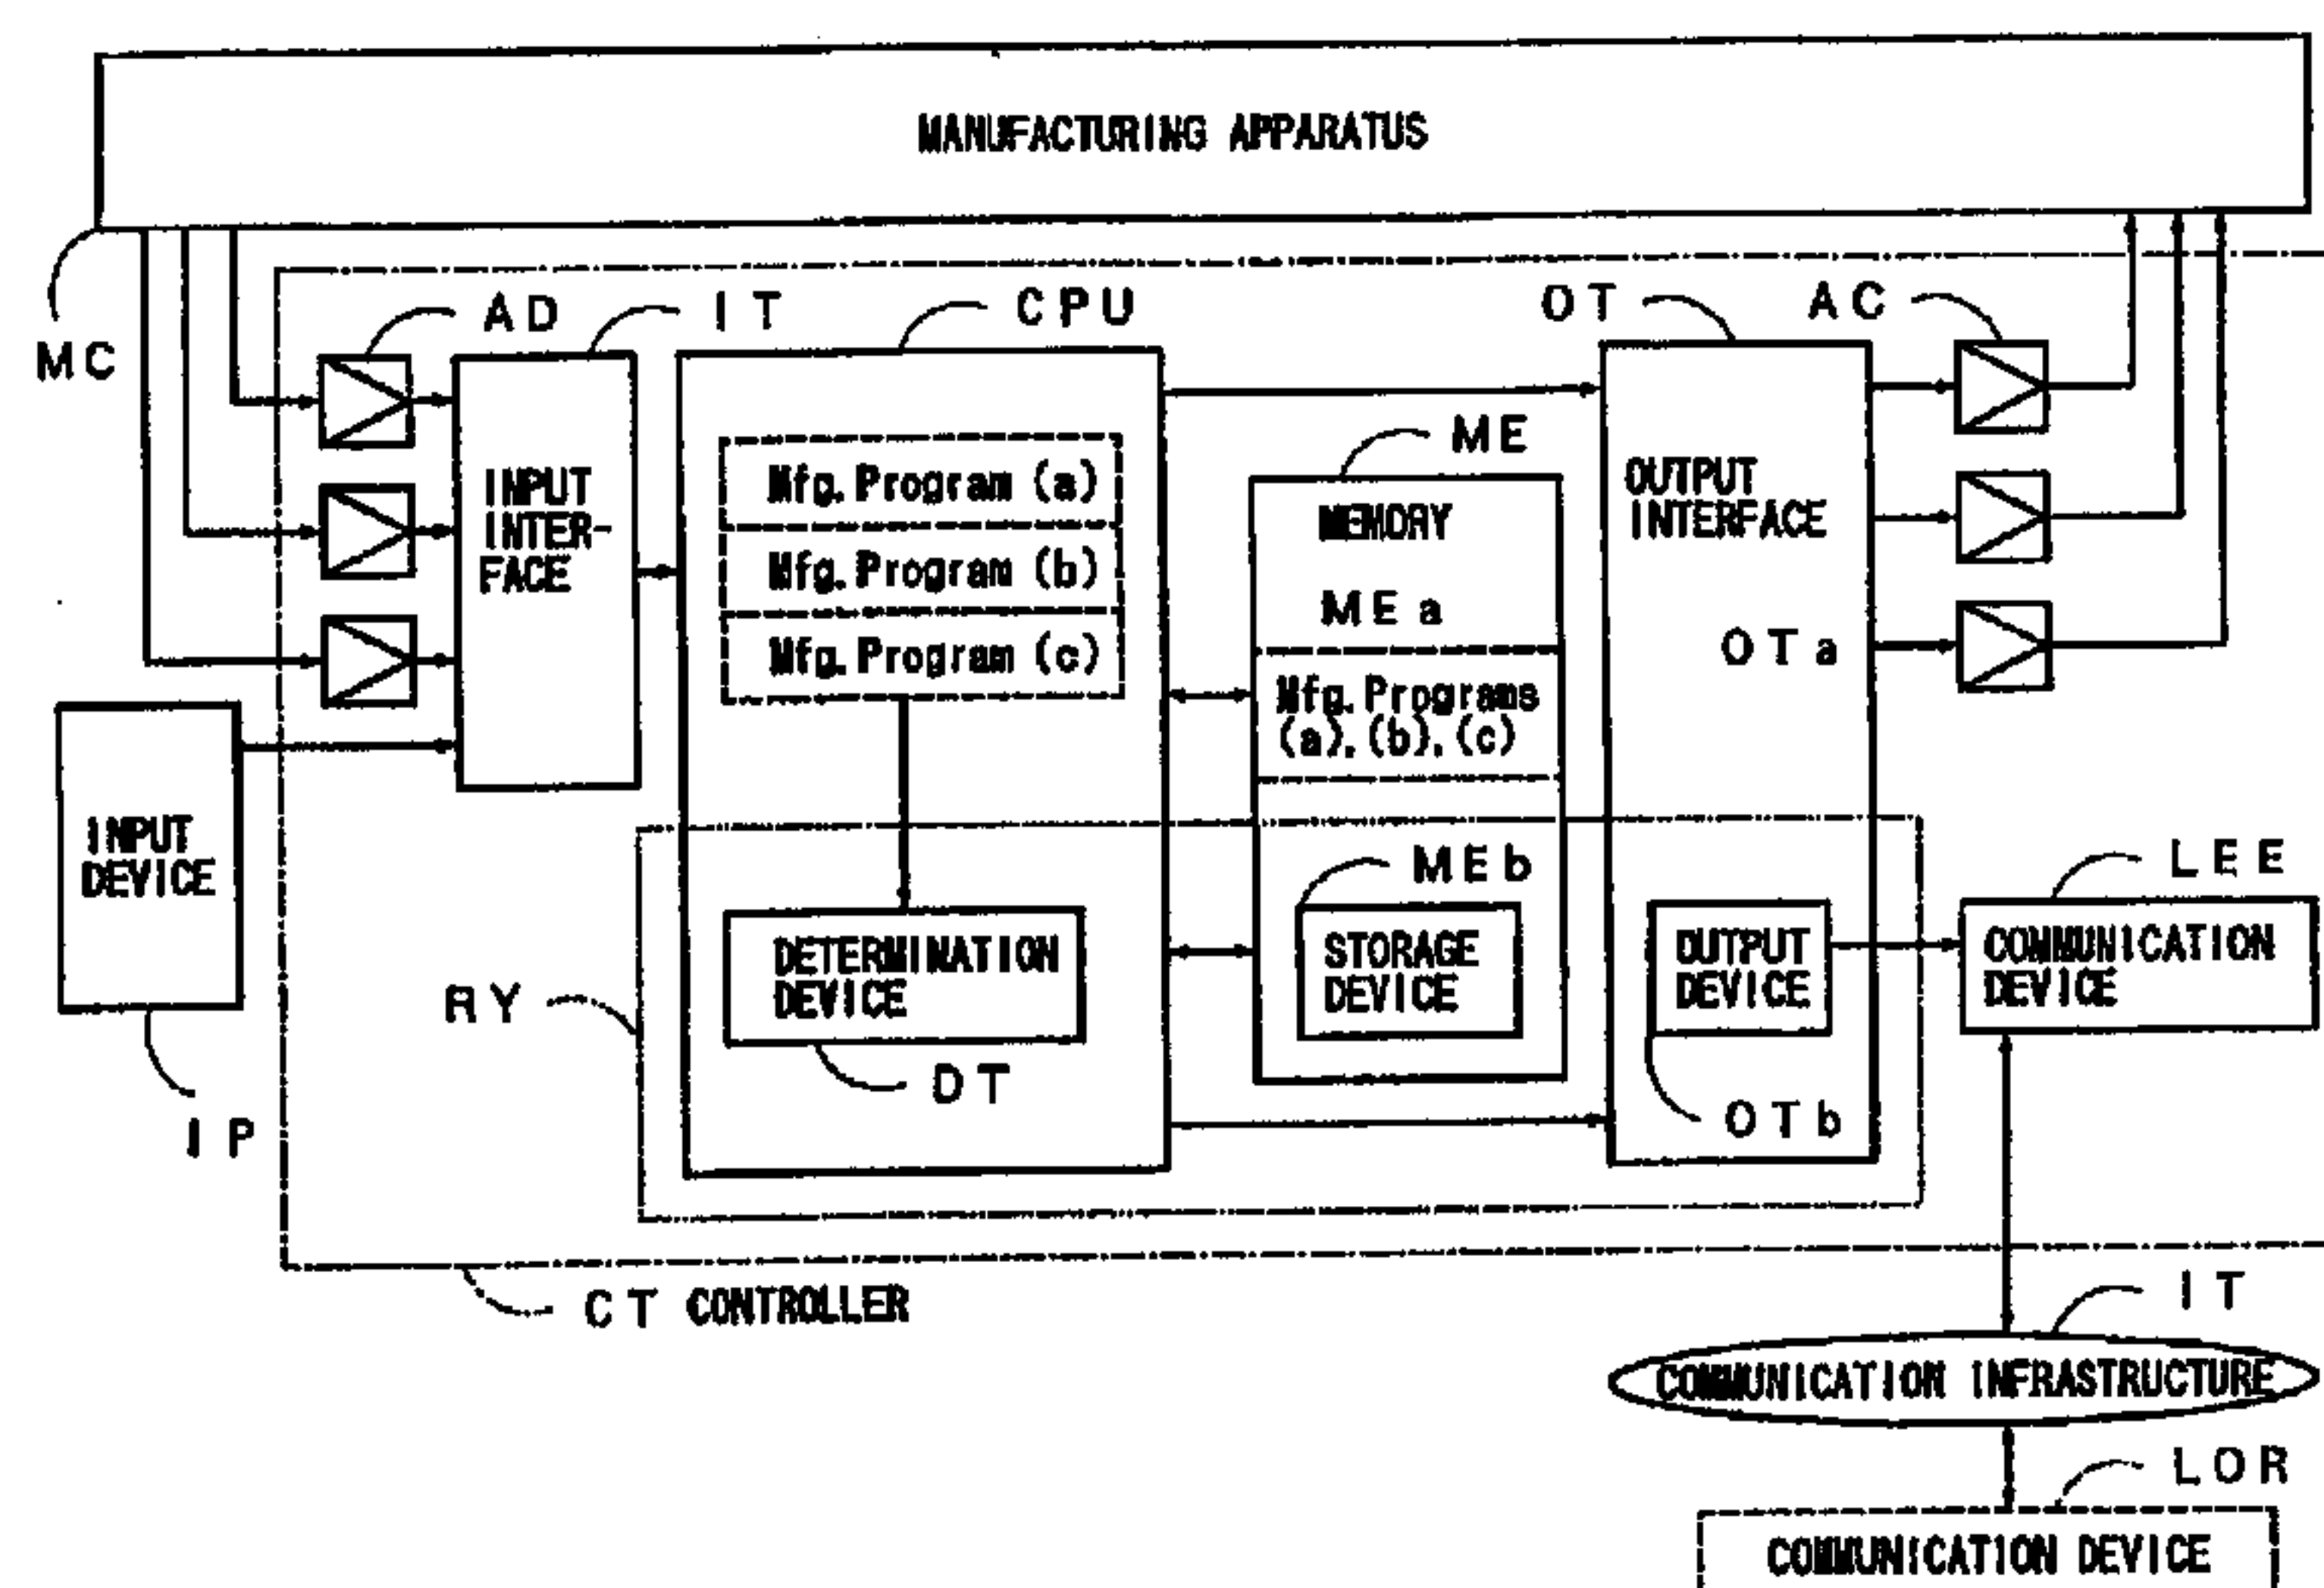 MANUFACTURING APPARATUS
MC
AD
IT
CPU
OT
AC
INPUT
INTER-
FACE
Mfg. Program (a)
Mfg. Program (b)
Mfg. Program (c)
ME
MEMORY
MEa
Mfg. Programs
(a), (b), (c)
OUTPUT
INTERFACE
OTa
INPUT
DEVICE
IP
RY
DETERMINATION
DEVICE
DT
MEb
STORAGE
DEVICE
OUTPUT
DEVICE
OTb
LEE
COMMUNICATION
DEVICE
CT CONTROLLER
IT
COMMUNICATION INFRASTRUCTURE
LOR
COMMUNICATION DEVICE